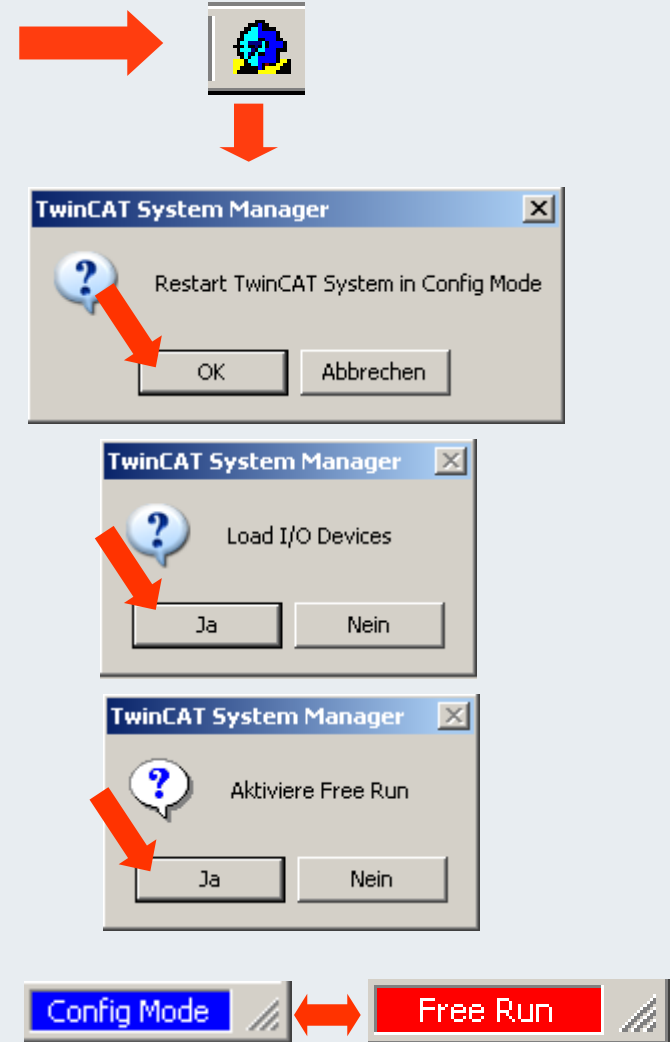 TwinCAT System Manager
Restart TwinCAT System in Config Mode
OK
Abbrechen
TwinCAT System Manager
Load I/O Devices
Ja
Nein
TwinCAT System Manager
Aktiviere Free Run
Ja
Nein
Config Mode
Free Run